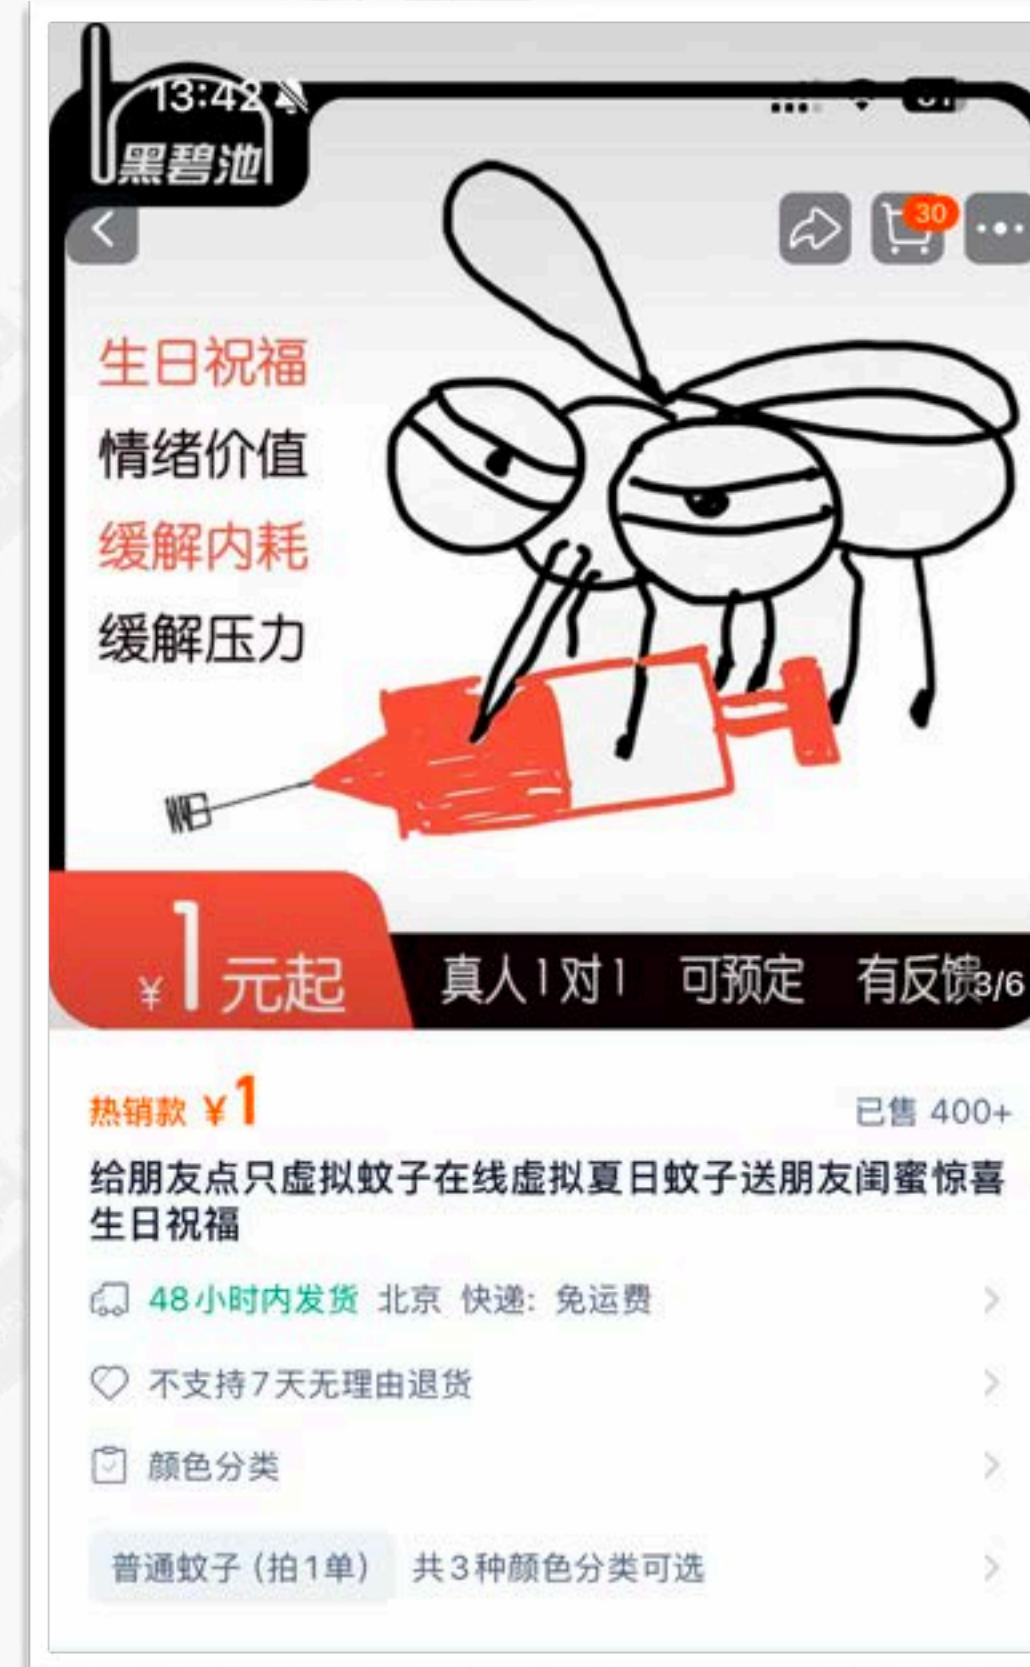 13:42
黑碧池
30
生日祝福
情绪价值
缓解内耗
缓解压力
¥1元起
真人1对1 可预定 有反馈
3/6
热销款 ¥1
已售 400+
给朋友点只虚拟蚊子在线虚拟夏日蚊子送朋友闺蜜惊喜
生日祝福
48小时内发货 北京 快递: 免运费
不支持7天无理由退货
颜色分类
普通蚊子 (拍1单) 共3种颜色分类可选